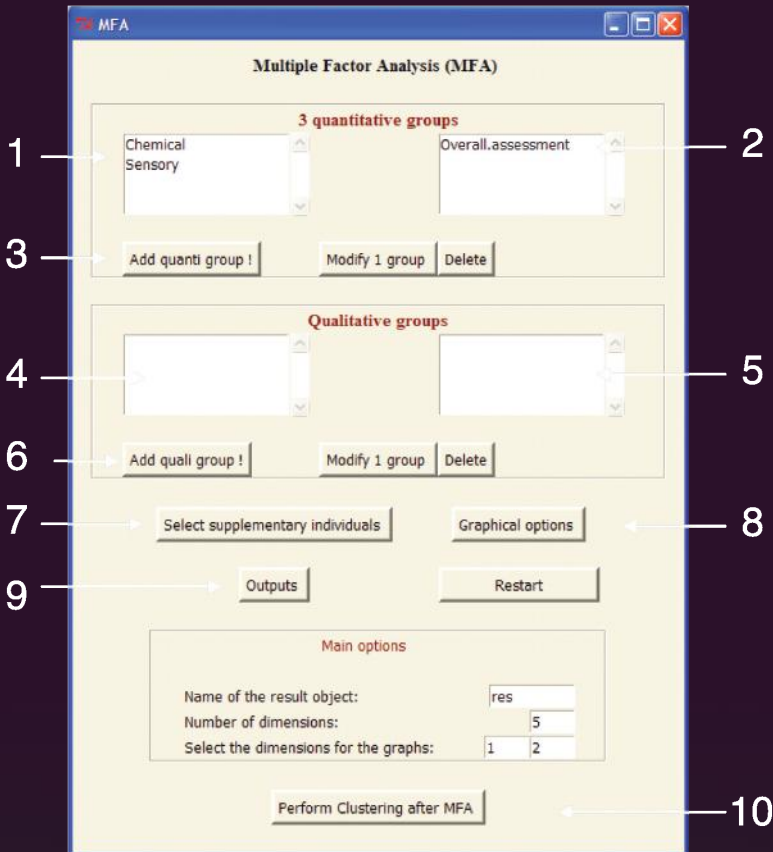 MFA
Multiple Factor Analysis (MFA)
3 quantitative groups
1 Chemical Overall.assessment 2
Sensory
3 Add quanti group ! Modify 1 group Delete
Qualitative groups
4 5
6 Add quali group ! Modify 1 group Delete
7 Select supplementary individuals Graphical options 8
9 Outputs Restart
Main options
Name of the result object: res
Number of dimensions: 5
Select the dimensions for the graphs: 1 2
Perform Clustering after MFA 10